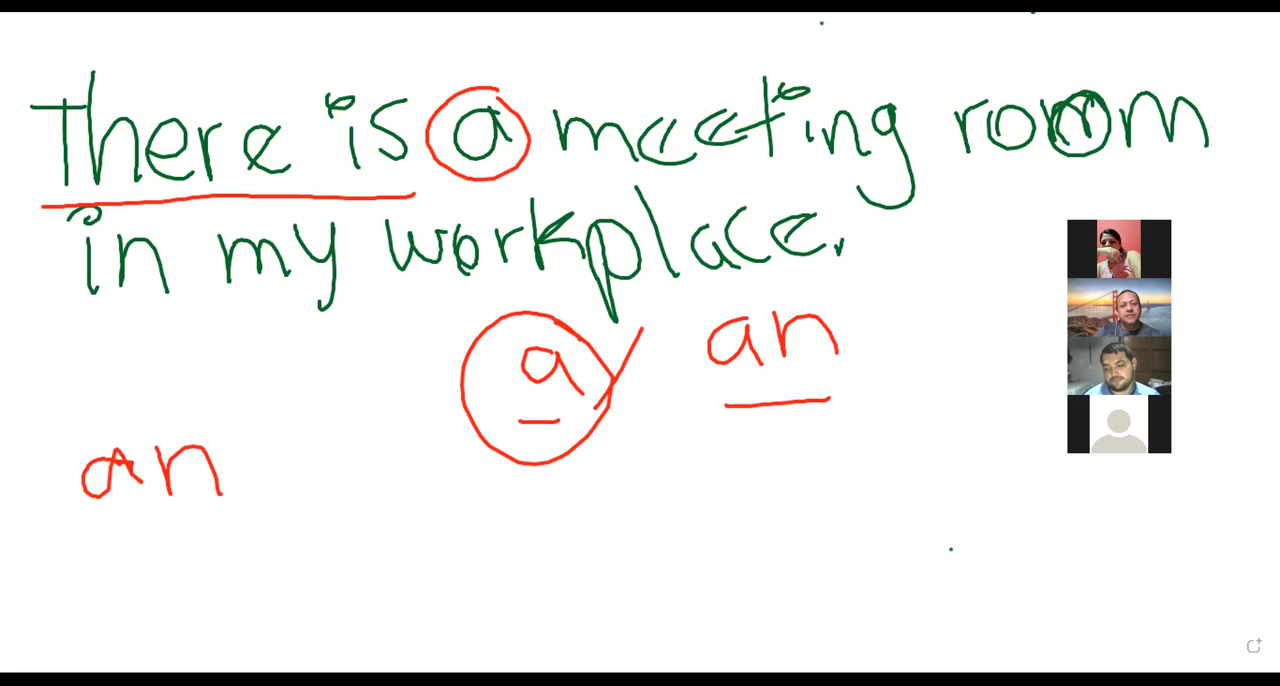 There is a meeting room
in my workplace.
a / an
an